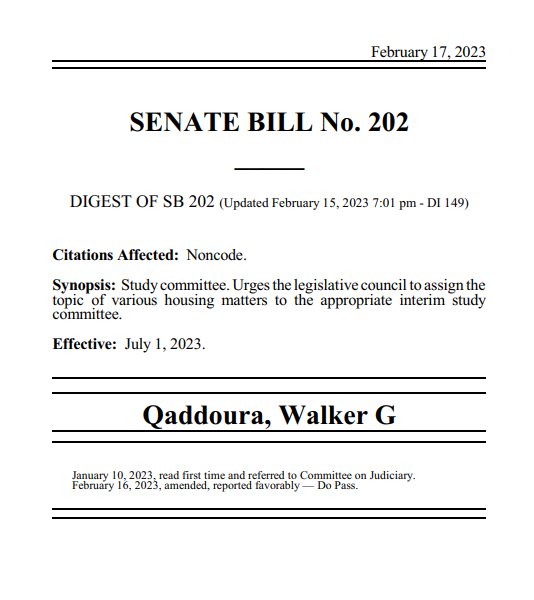 February 17, 2023
SENATE BILL No. 202
DIGEST OF SB 202 (Updated February 15, 2023 7:01 pm - DI 149)
Citations Affected: Noncode.
Synopsis: Study committee. Urges the legislative council to assign the
topic of various housing matters to the appropriate interim study
committee.
Effective: July 1, 2023.
Qaddoura, Walker G
January 10, 2023, read first time and referred to Committee on Judiciary.
February 16, 2023, amended, reported favorably — Do Pass.